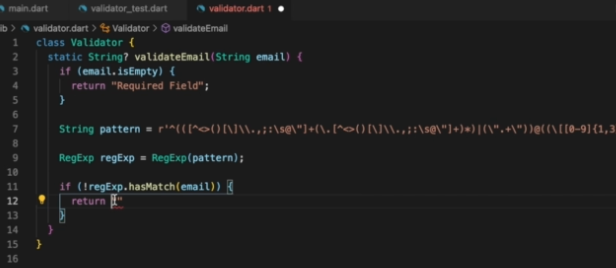 main.dart validator_test.dart validator.dart 1
ib > validator.dart > Validator > validateEmail
1 class Validator {
2 static String? validateEmail(String email) {
3 if (email.isEmpty) {
4 return "Required Field";
5 }
6
7 String pattern = r'^(([^<>()[\]\\.,;:\s@\"]+(\.[^<>()[\]\\.,;:\s@\"]+)*)|(\".+\"))@((\[[0-9]{1,3
8
9 RegExp regExp = RegExp(pattern);
10
11 if (!regExp.hasMatch(email)) {
12 return ""
13 }
14 }
15 }
16